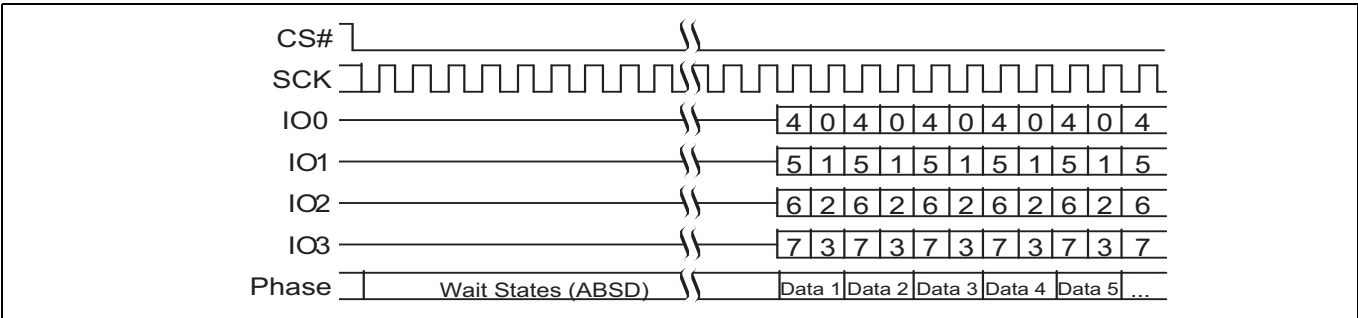 CS#
SCK
IO0 4 0 4 0 4 0 4 0 4 0 4
IO1 5 1 5 1 5 1 5 1 5 1 5
IO2 6 2 6 2 6 2 6 2 6 2 6
IO3 7 3 7 3 7 3 7 3 7 3 7
Phase Wait States (ABSD) Data 1 Data 2 Data 3 Data 4 Data 5 ...